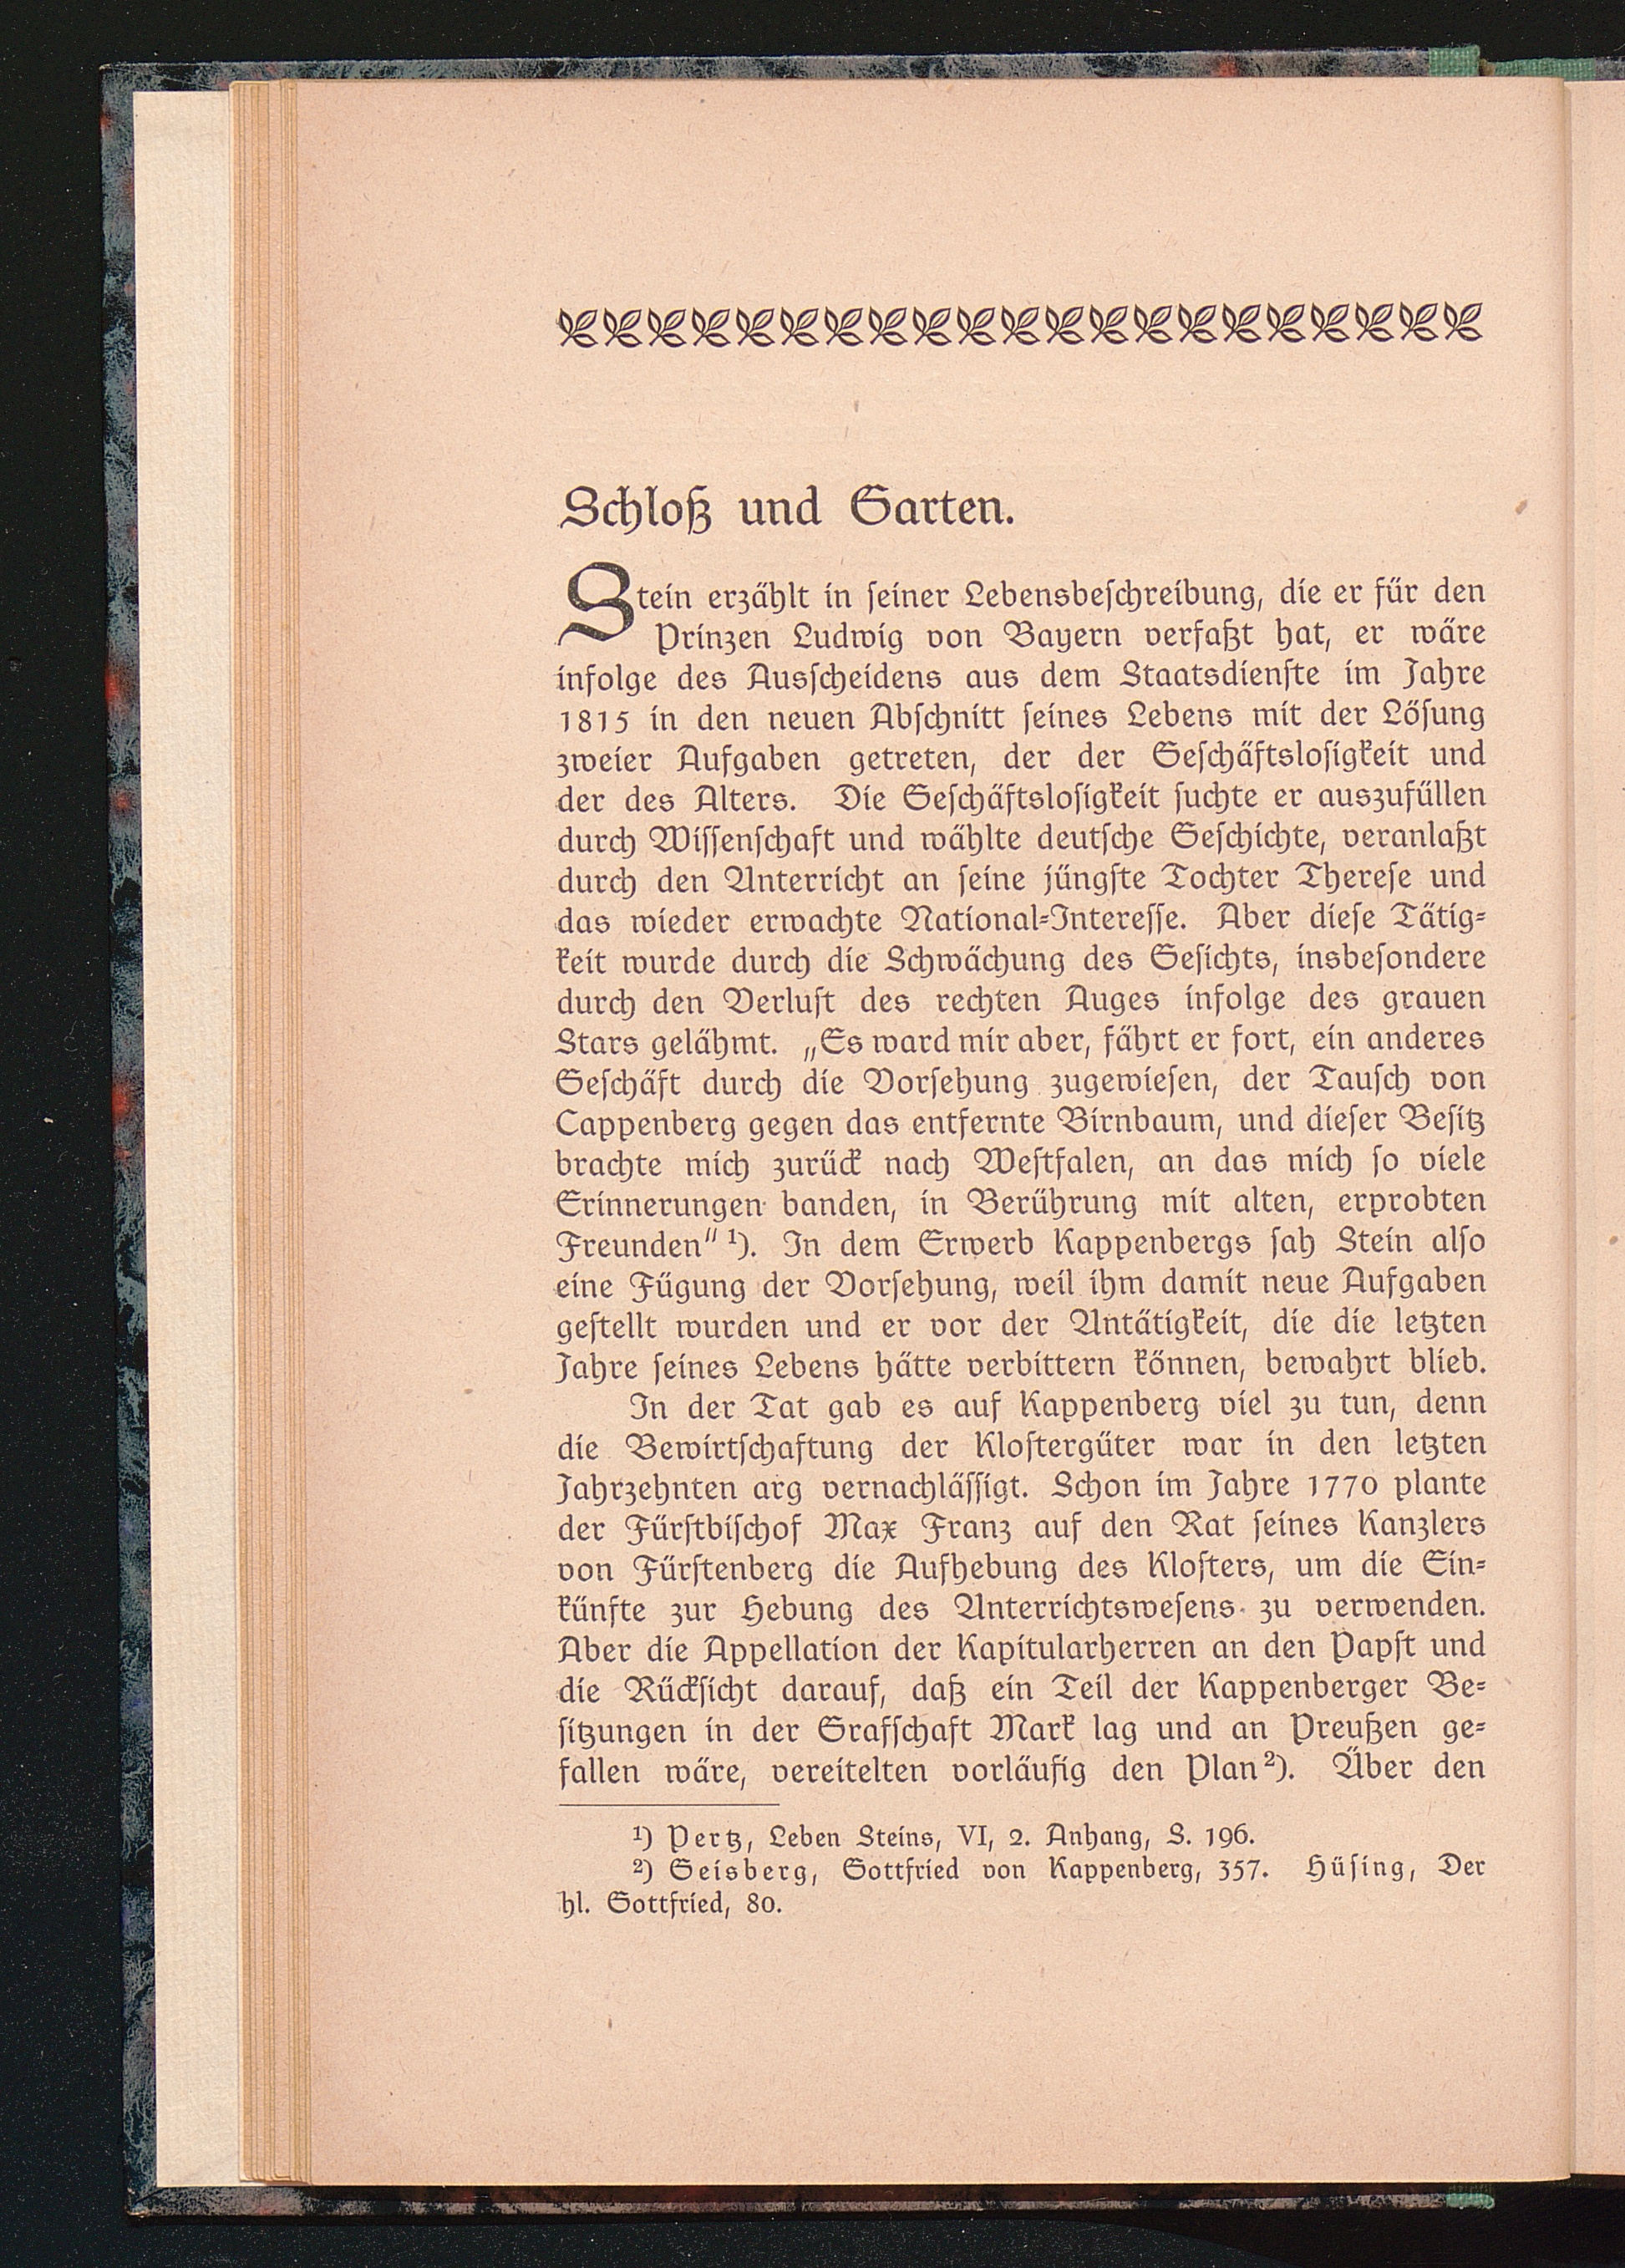 Schloß und Garten.
Stein erzählt in seiner Lebensbeschreibung, die er für den
Prinzen Ludwig von Bayern verfaßt hat, er wäre
infolge des Ausscheidens aus dem Staatsdienste im Jahre
1815 in den neuen Abschnitt seines Lebens mit der Lösung
zweier Aufgaben getreten, der der Geschäftslosigkeit und
der des Alters. Die Geschäftslosigkeit suchte er auszufüllen
durch Wissenschaft und wählte deutsche Geschichte, veranlaßt
durch den Unterricht an seine jüngste Tochter Therese und
das wieder erwachte National-Interesse. Aber diese Tätig-
keit wurde durch die Schwächung des Gesichts, insbesondere
durch den Verlust des rechten Auges infolge des grauen
Stars gelähmt. „Es ward mir aber, fährt er fort, ein anderes
Geschäft durch die Vorsehung zugewiesen, der Tausch von
Cappenberg gegen das entfernte Birnbaum, und dieser Besitz
brachte mich zurück nach Westfalen, an das mich so viele
Erinnerungen banden, in Berührung mit alten, erprobten
Freunden“ ¹). In dem Erwerb Kappenbergs sah Stein also
eine Fügung der Vorsehung, weil ihm damit neue Aufgaben
gestellt wurden und er vor der Untätigkeit, die die letzten
Jahre seines Lebens hätte verbittern können, bewahrt blieb.
In der Tat gab es auf Kappenberg viel zu tun, denn
die Bewirtschaftung der Klostergüter war in den letzten
Jahrzehnten arg vernachlässigt. Schon im Jahre 1770 plante
der Fürstbischof Max Franz auf den Rat seines Kanzlers
von Fürstenberg die Aufhebung des Klosters, um die Ein-
künfte zur Hebung des Unterrichtswesens zu verwenden.
Aber die Appellation der Kapitularherren an den Papst und
die Rücksicht darauf, daß ein Teil der Kappenberger Be-
sitzungen in der Grafschaft Mark lag und an Preußen ge-
fallen wäre, vereitelten vorläufig den Plan²). Über den
¹) Pertz, Leben Steins, VI, 2. Anhang, S. 196.
²) Geisberg, Gottfried von Kappenberg, 357. Hüsing, Der
hl. Gottfried, 80.